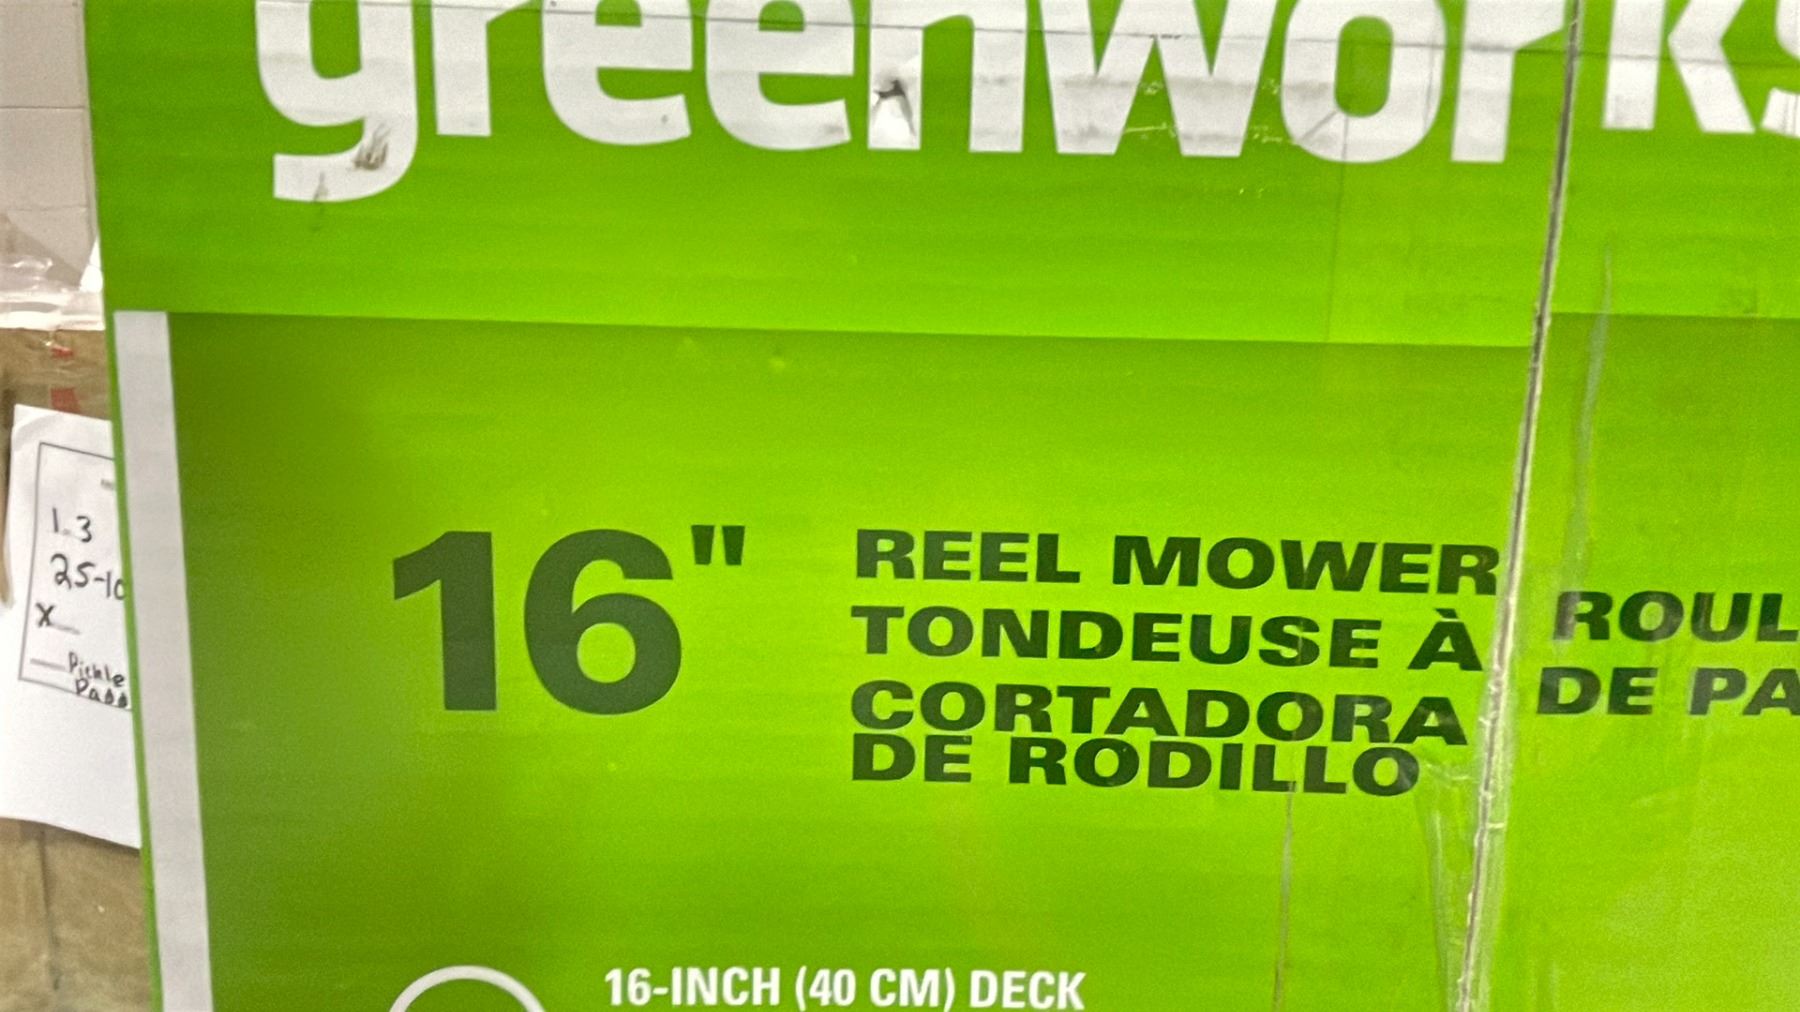 greenworks
16" REEL MOWER
TONDEUSE À ROUL
CORTADORA DE PA
DE RODILLO
16-INCH (40 CM) DECK
1.3
25-10
X
Pickle